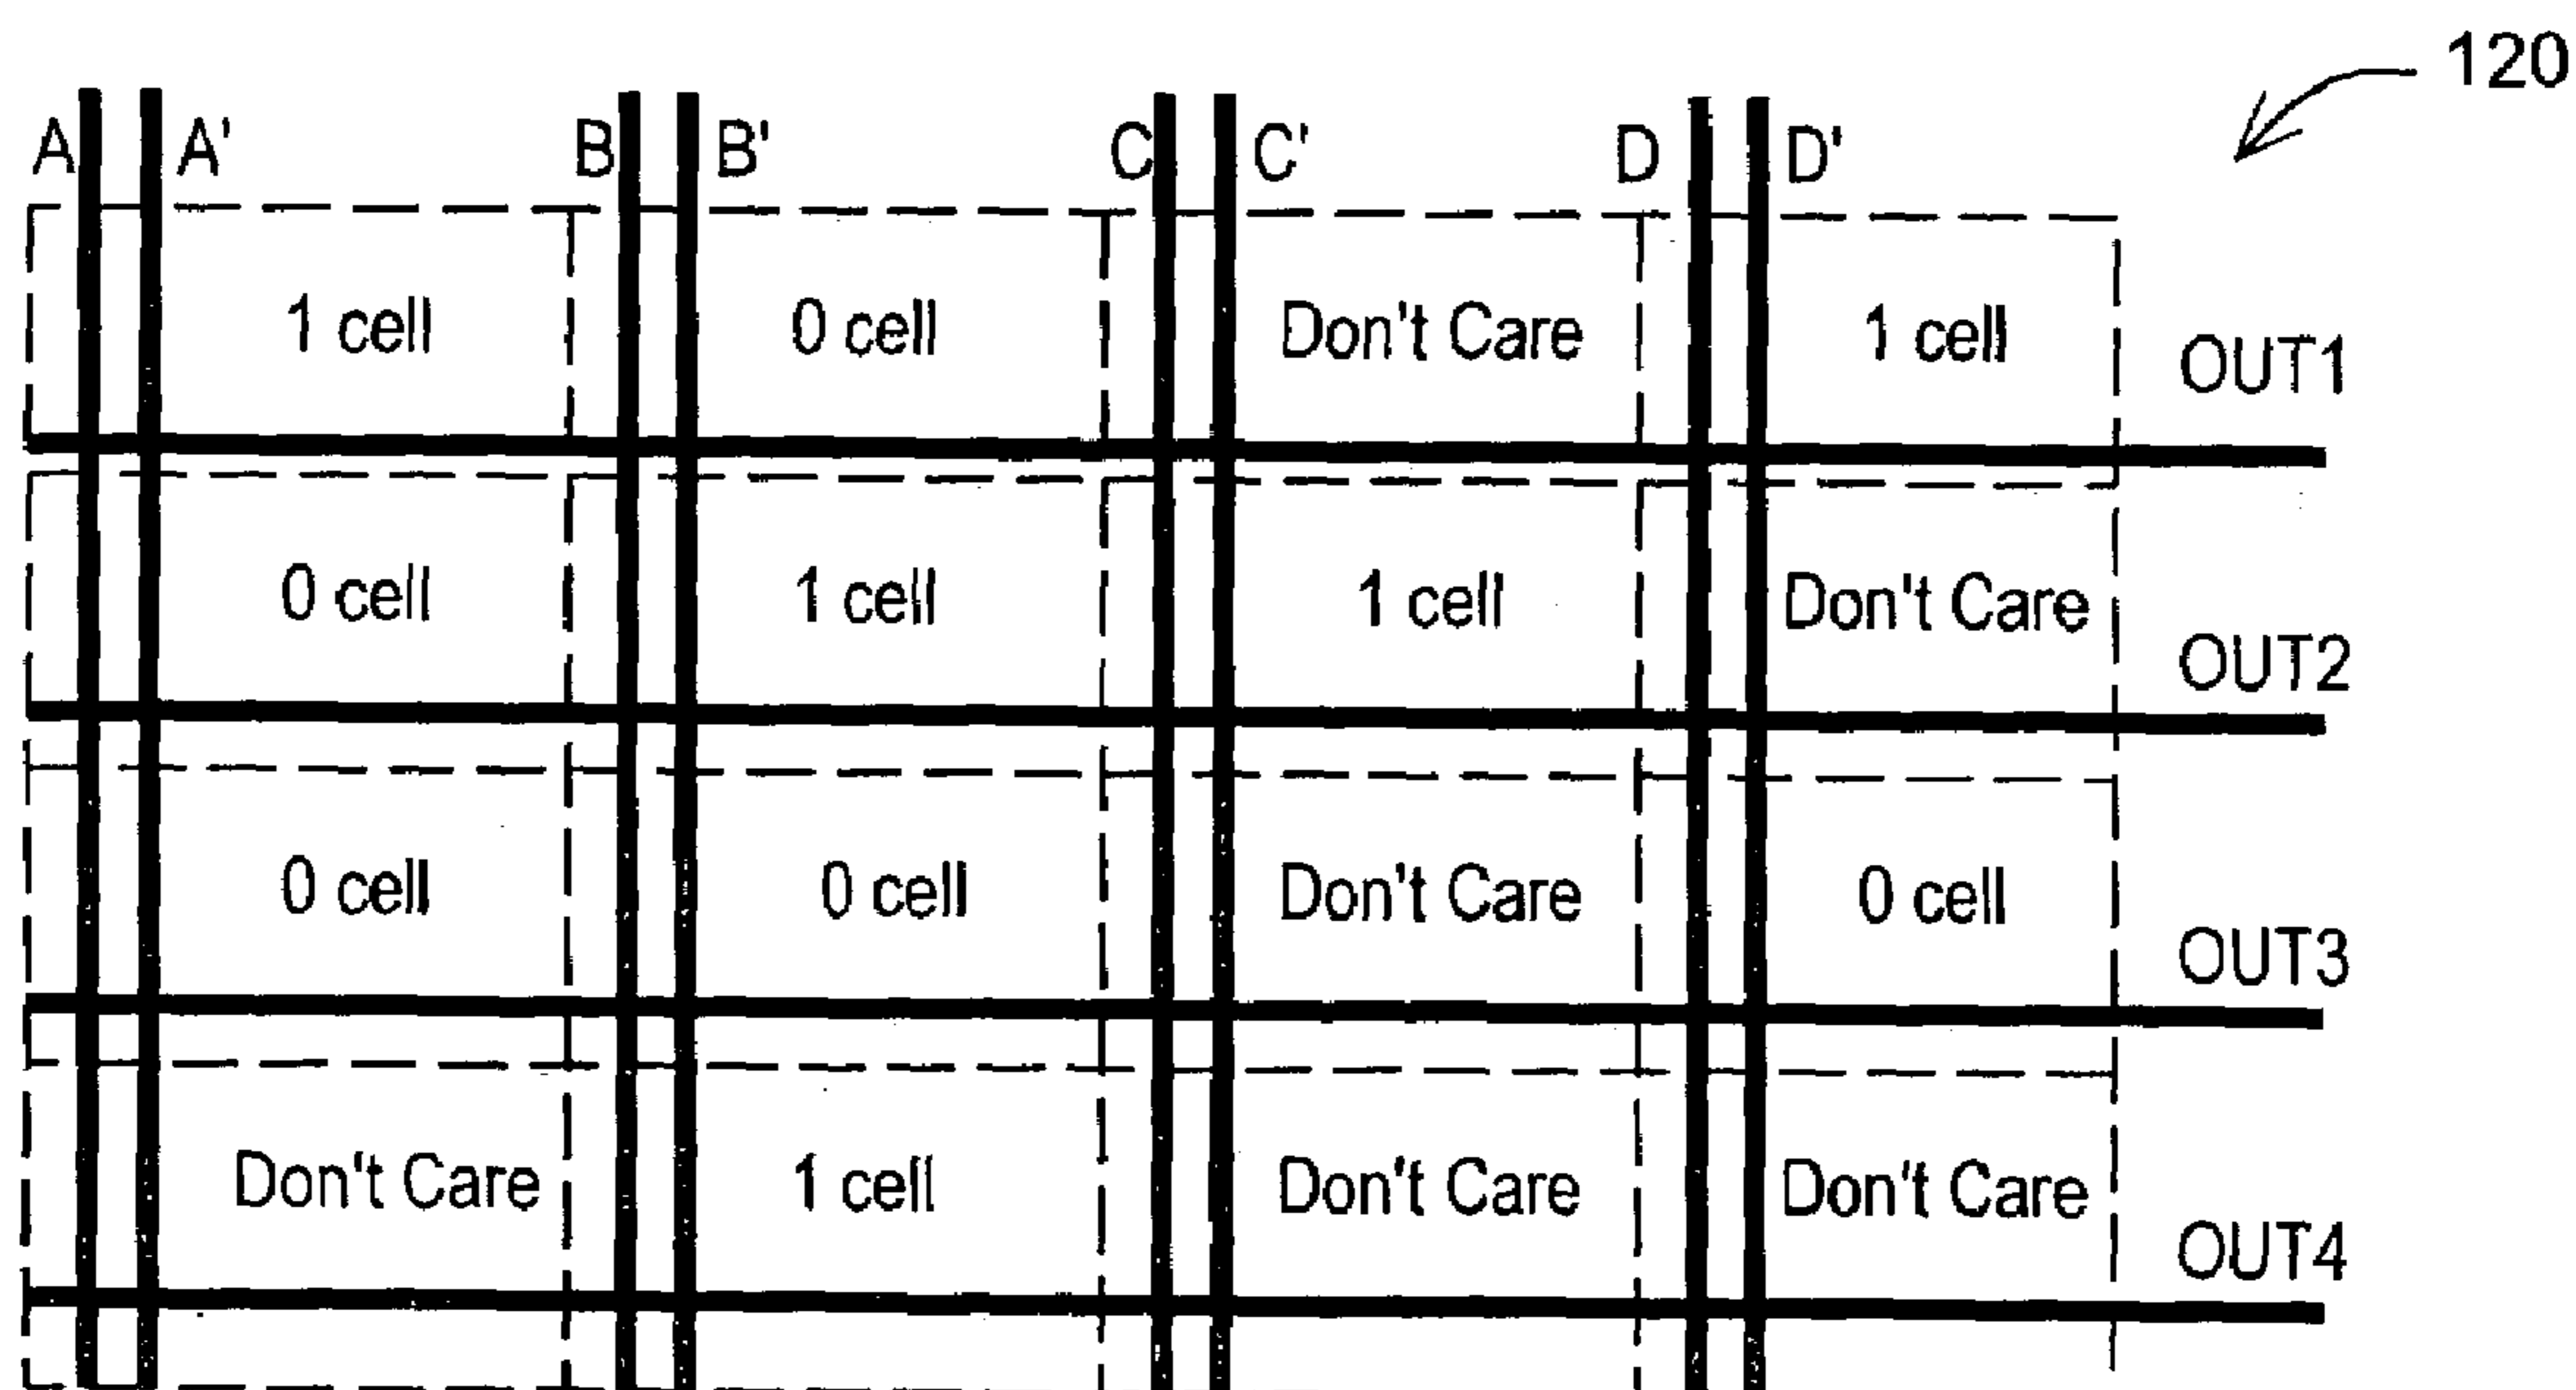 120
A A' B B' C C' D D'
1 cell 0 cell Don't Care 1 cell
OUT1
0 cell 1 cell 1 cell Don't Care
OUT2
0 cell 0 cell Don't Care 0 cell
OUT3
Don't Care 1 cell Don't Care Don't Care
OUT4